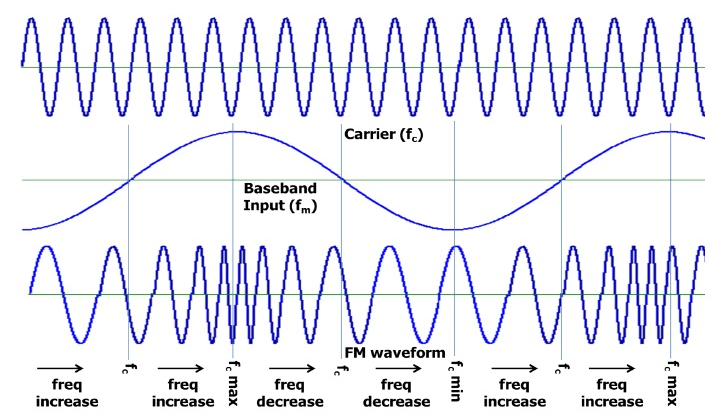 Carrier (fc)
Baseband
Input (fm)
FM waveform
freq
increase
fc
freq
increase
fc max
freq
decrease
fc
freq
decrease
fc min
freq
increase
fc
freq
increase
fc max